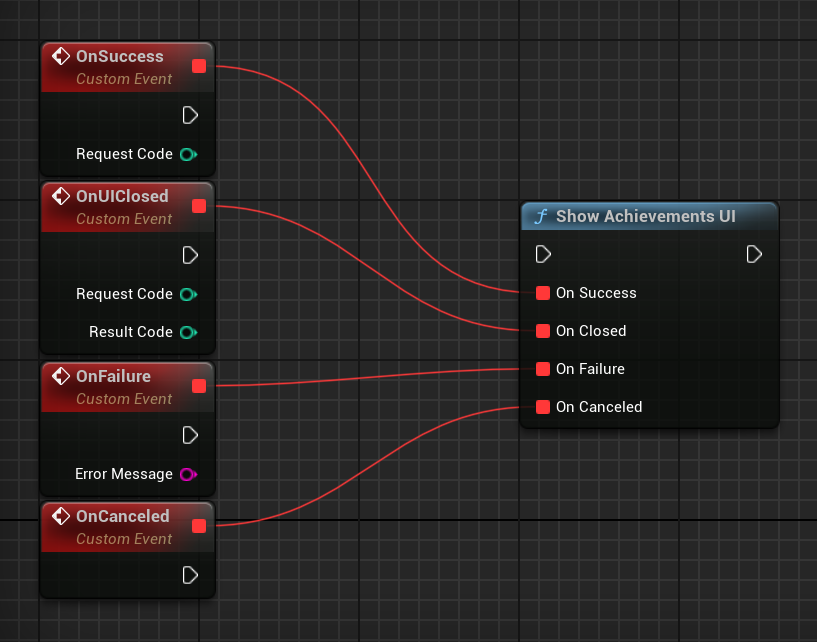 OnSuccess
Custom Event
Request Code
OnUIClosed
Custom Event
Request Code
Result Code
OnFailure
Custom Event
Error Message
OnCanceled
Custom Event
f Show Achievements UI
On Success
On Closed
On Failure
On Canceled